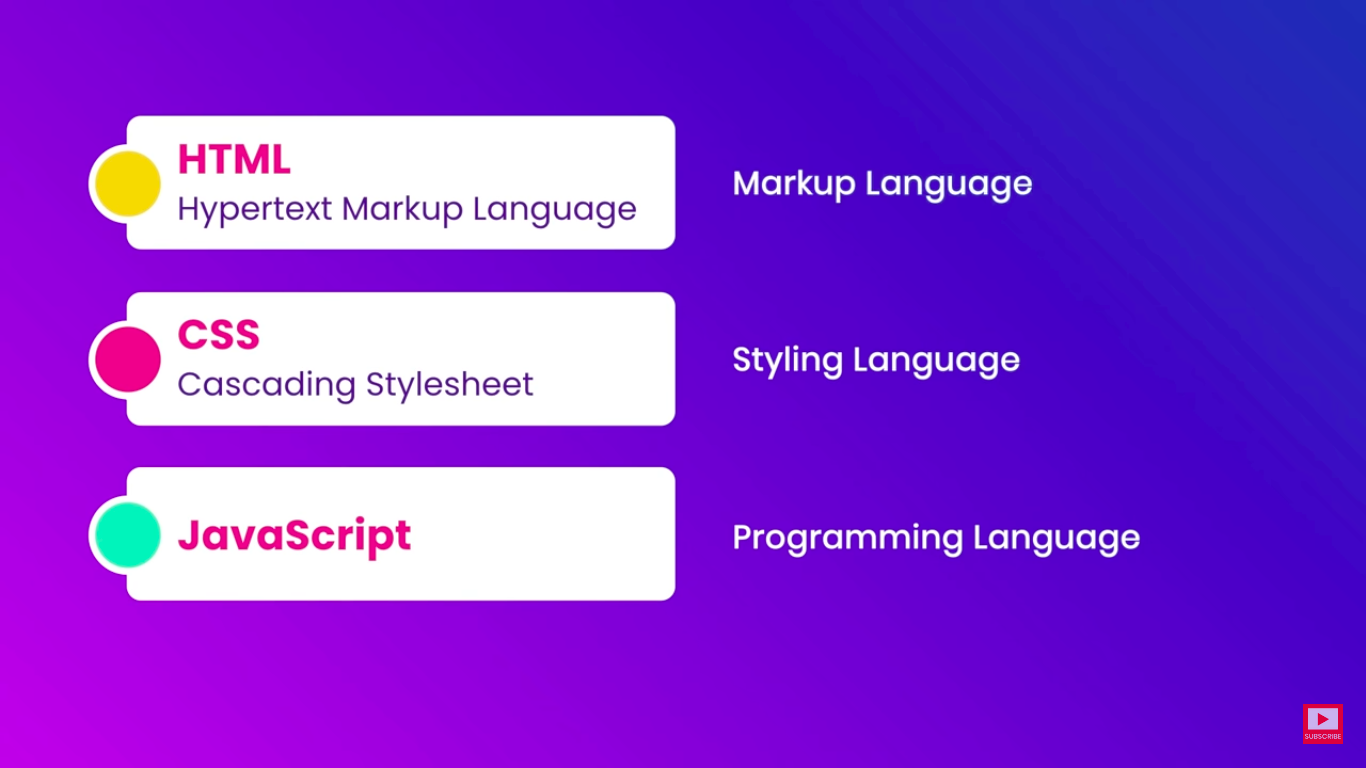 HTML
Hypertext Markup Language
Markup Language
CSS
Cascading Stylesheet
Styling Language
JavaScript
Programming Language
SUBSCRIBE